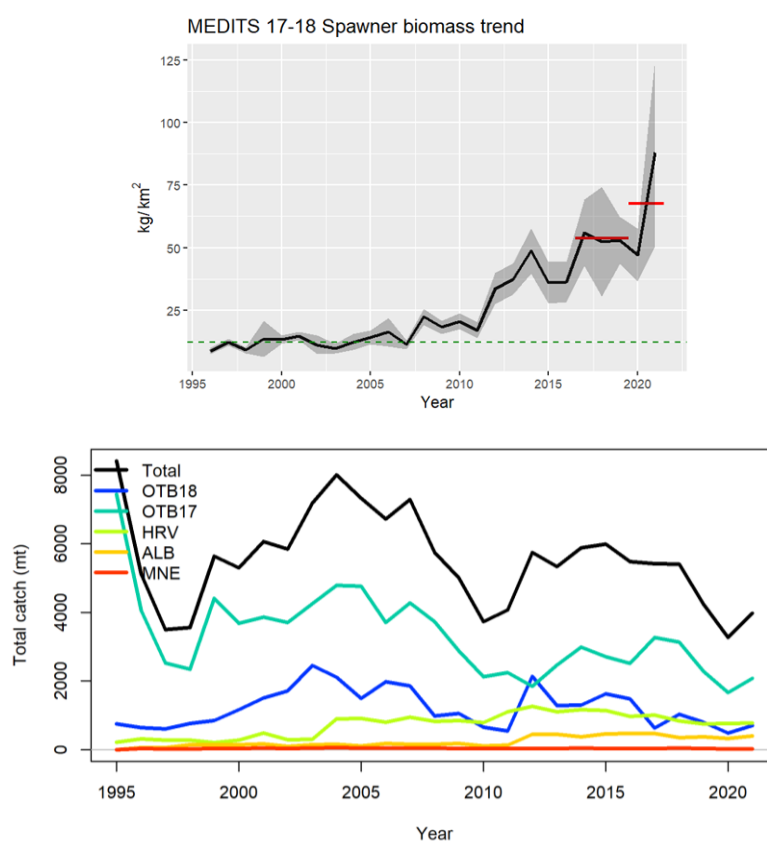 MEDITS 17-18 Spawner biomass trend
125
100
75
50
25
kg/km²
1995 2000 2005 2010 2015 2020
Year
8000
6000
4000
2000
0
Total catch (mt)
Total
OTB18
OTB17
HRV
ALB
MNE
1995 2000 2005 2010 2015 2020
Year